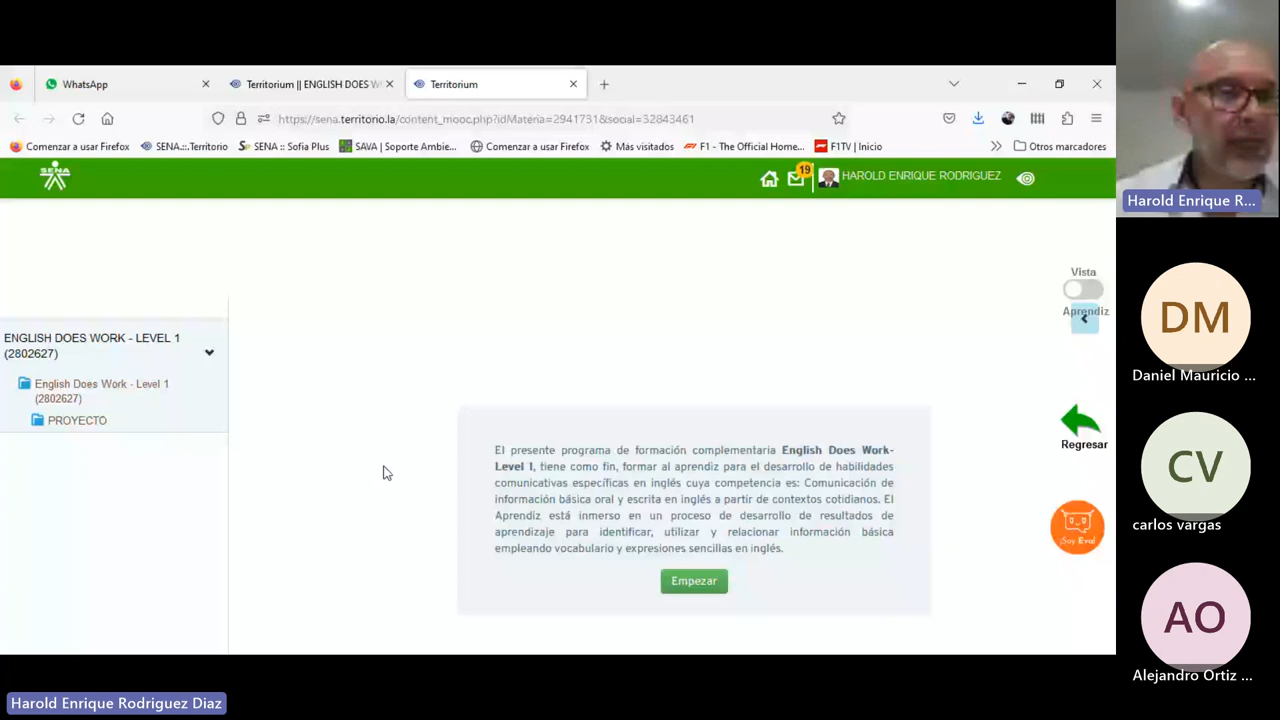 WhatsApp
Territorium || ENGLISH DOES W
Territorium
https://sena.territorio.la/content_mooc.php?idMateria=2941731&social=32843461
Comenzar a usar Firefox
SENA.::.Territorio
SENA :: Sofia Plus
SAVA | Soporte Ambie...
Comenzar a usar Firefox
Más visitados
F1 - The Official Home...
F1TV | Inicio
Otros marcadores
SENA
19
HAROLD ENRIQUE RODRIGUEZ
Harold Enrique R...
Vista
Aprendiz
ENGLISH DOES WORK - LEVEL 1
(2802627)
English Does Work - Level 1
(2802627)
PROYECTO
El presente programa de formación complementaria English Does Work-
Level I, tiene como fin, formar al aprendiz para el desarrollo de habilidades
comunicativas específicas en inglés cuya competencia es: Comunicación de
información básica oral y escrita en inglés a partir de contextos cotidianos. El
Aprendiz está inmerso en un proceso de desarrollo de resultados de
aprendizaje para identificar, utilizar y relacionar información básica
empleando vocabulario y expresiones sencillas en inglés.
Empezar
Regresar
¡Soy Eva!
DM
Daniel Mauricio ...
CV
carlos vargas
AO
Alejandro Ortiz ...
Harold Enrique Rodriguez Diaz